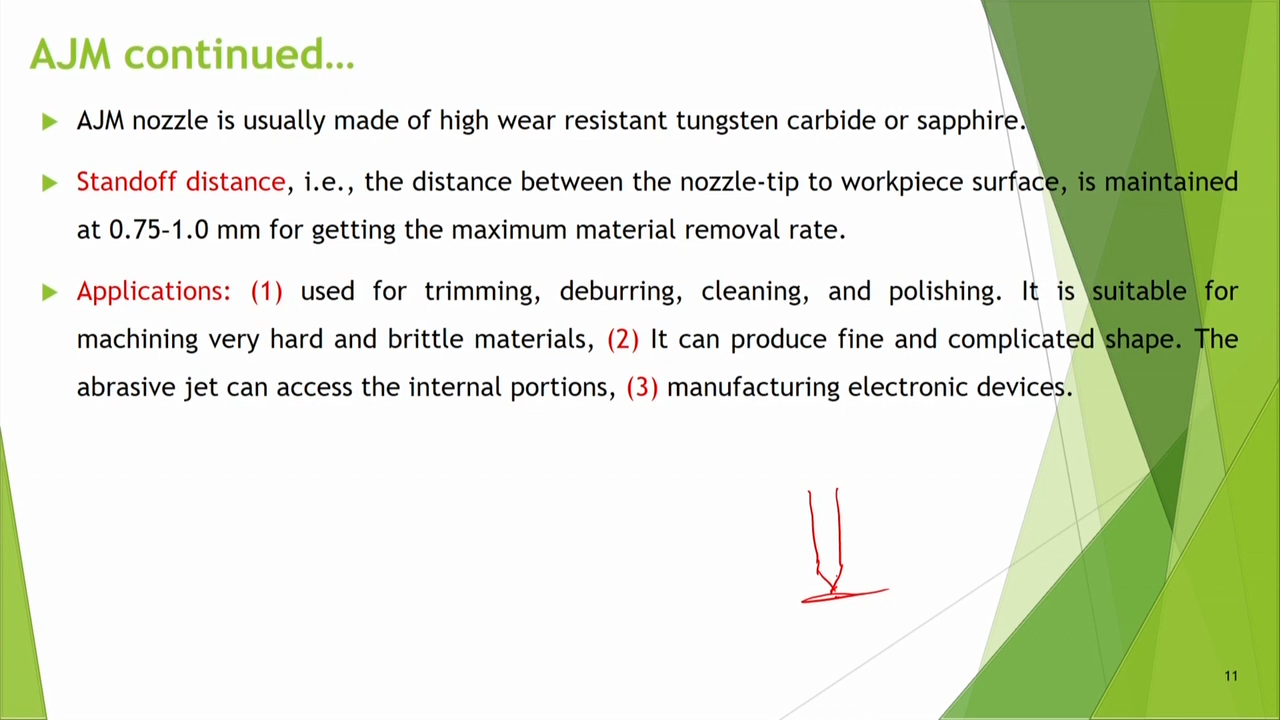 AJM continued…
AJM nozzle is usually made of high wear resistant tungsten carbide or sapphire.
Standoff distance, i.e., the distance between the nozzle-tip to workpiece surface, is maintained
at 0.75–1.0 mm for getting the maximum material removal rate.
Applications: (1) used for trimming, deburring, cleaning, and polishing. It is suitable for
machining very hard and brittle materials, (2) It can produce fine and complicated shape. The
abrasive jet can access the internal portions, (3) manufacturing electronic devices.
11